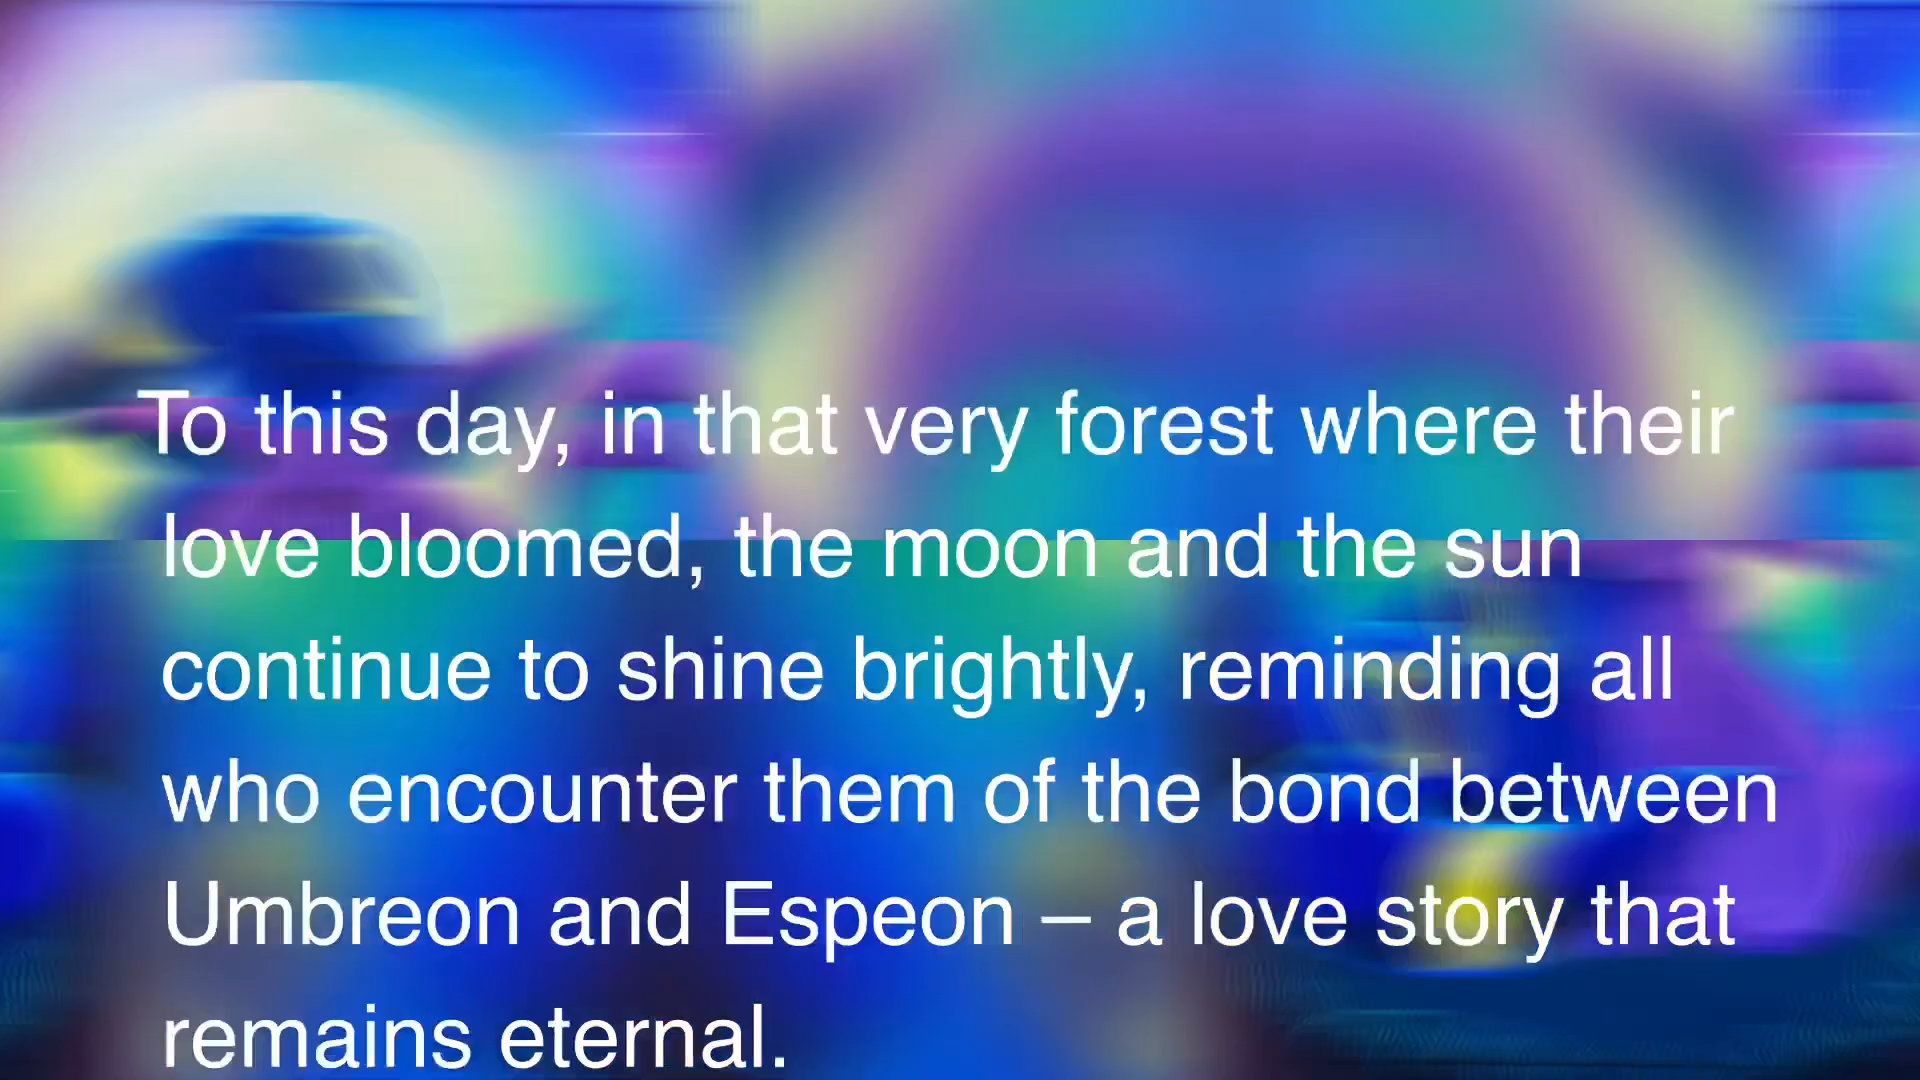 To this day, in that very forest where their
love bloomed, the moon and the sun
continue to shine brightly, reminding all
who encounter them of the bond between
Umbreon and Espeon – a love story that
remains eternal.